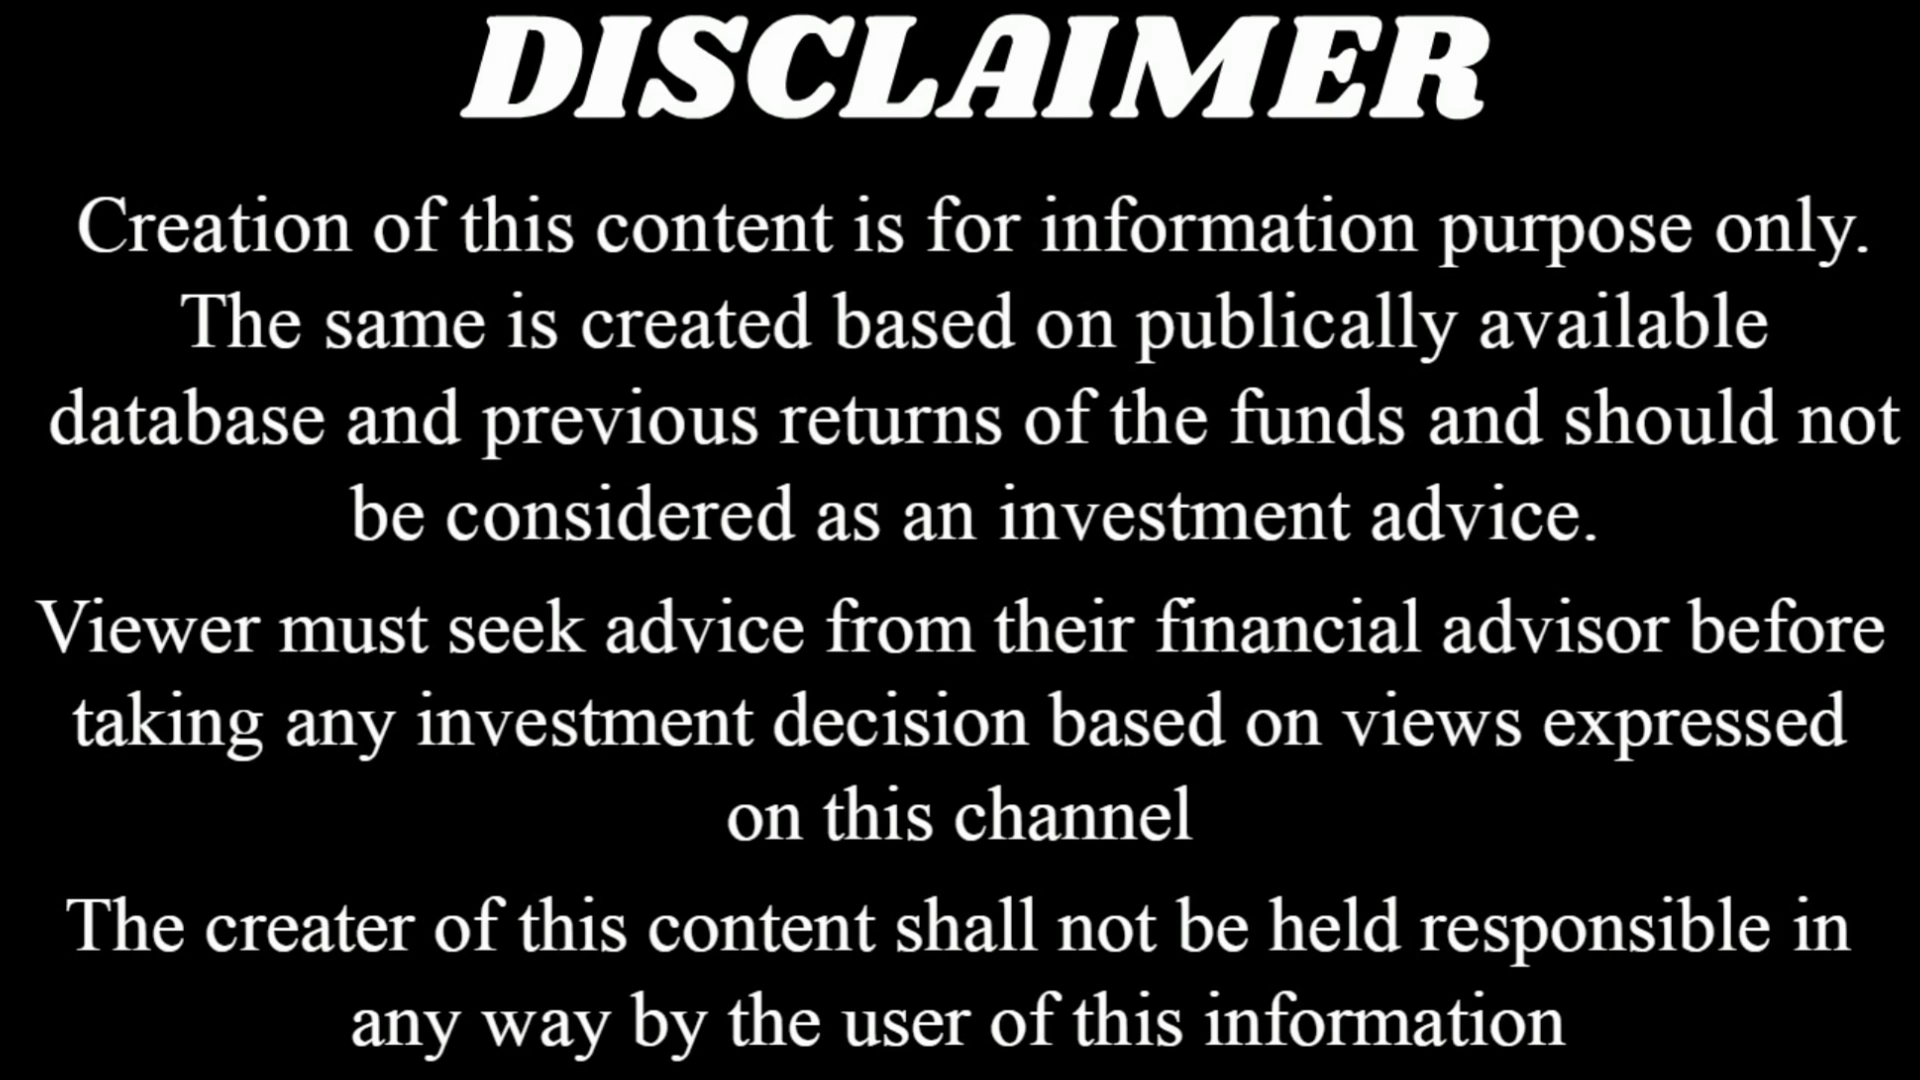 DISCLAIMER
Creation of this content is for information purpose only.
The same is created based on publically available
database and previous returns of the funds and should not
be considered as an investment advice.
Viewer must seek advice from their financial advisor before
taking any investment decision based on views expressed
on this channel
The creater of this content shall not be held responsible in
any way by the user of this information